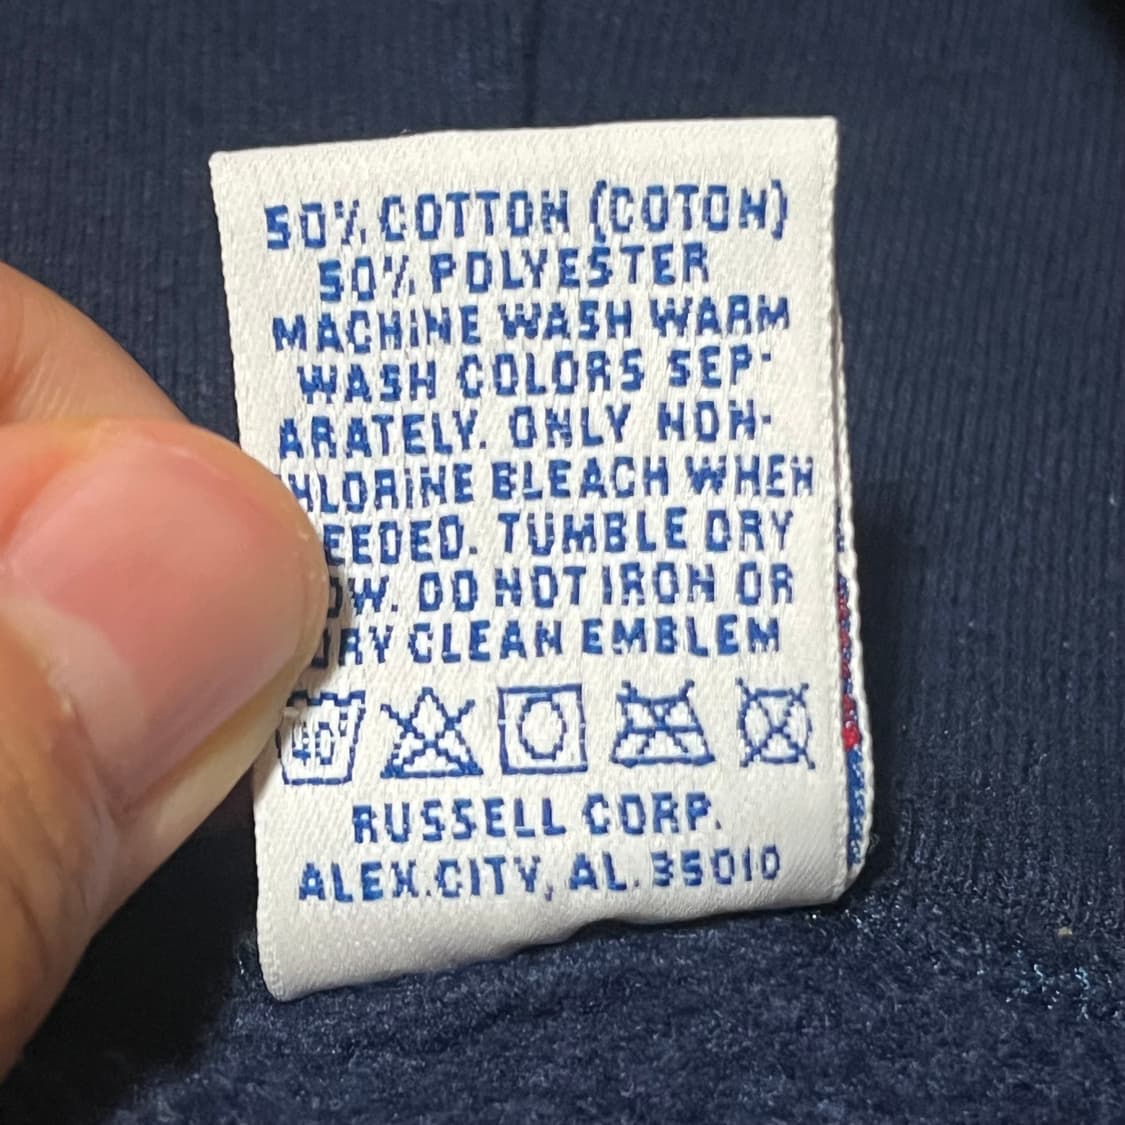 50% COTTON (COTON)
50% POLYESTER
MACHINE WASH WARM
WASH COLORS SEP-
ARATELY. ONLY NON-
HLORINE BLEACH WHEN
EEDED. TUMBLE DRY
OW. DO NOT IRON OR
DRY CLEAN EMBLEM
40°
RUSSELL CORP.
ALEX.CITY, AL. 35010